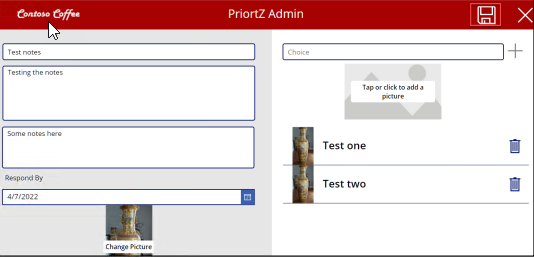 Contoso Coffee
PriortZ Admin
Test notes
Testing the notes
Some notes here
Respond By
4/7/2022
Change Picture
Choice
Tap or click to add a
picture
Test one
Test two